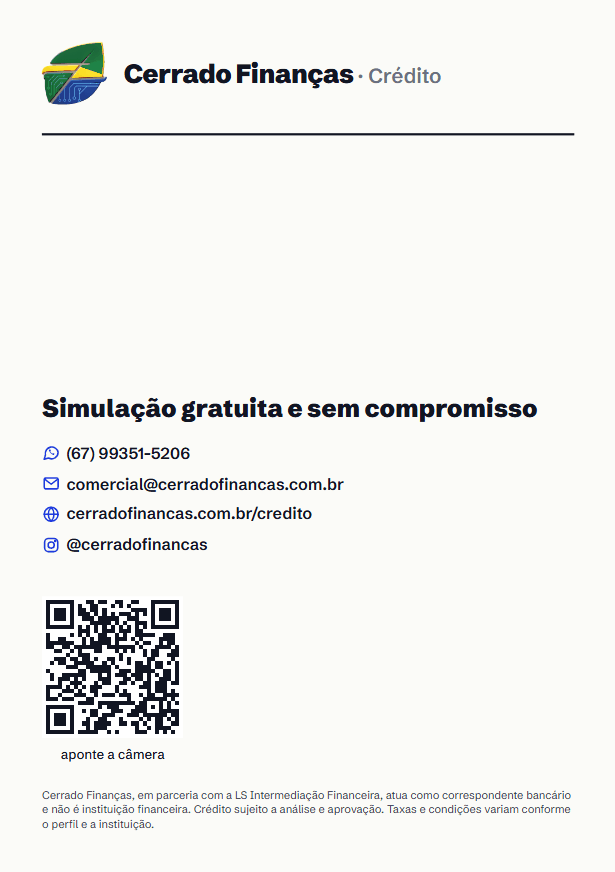 Cerrado Finanças · Crédito
Simulação gratuita e sem compromisso
(67) 99351-5206
comercial@cerradofinancas.com.br
cerradofinancas.com.br/credito
@cerradofinancas
aponte a câmera
Cerrado Finanças, em parceria com a LS Intermediação Financeira, atua como correspondente bancário
e não é instituição financeira. Crédito sujeito a análise e aprovação. Taxas e condições variam conforme
o perfil e a instituição.